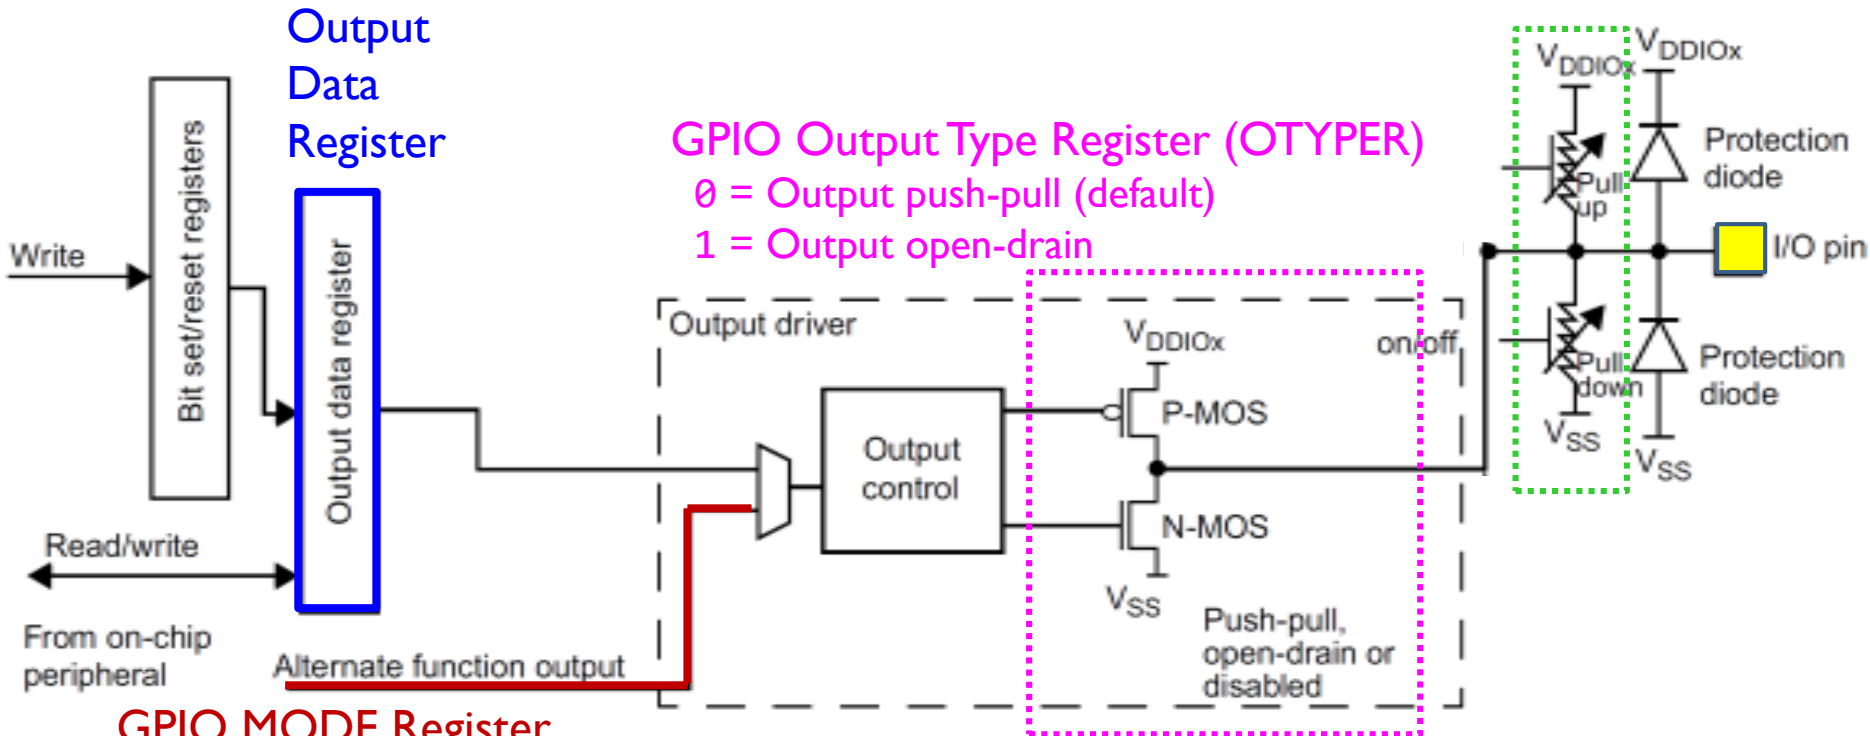 Output
Data
Register
GPIO Output Type Register (OTYPER)
0 = Output push-pull (default)
1 = Output open-drain
Write
Bit set/reset registers
Output data register
Read/write
From on-chip
peripheral
Alternate function output
GPIO MODE Register
Output driver
Output
control
VDDIOx
on/off
P-MOS
N-MOS
VSS
Push-pull,
open-drain or
disabled
VDDIOx
Pull
up
Pull
down
VSS
VDDIOx
Protection
diode
I/O pin
Protection
diode
VSS